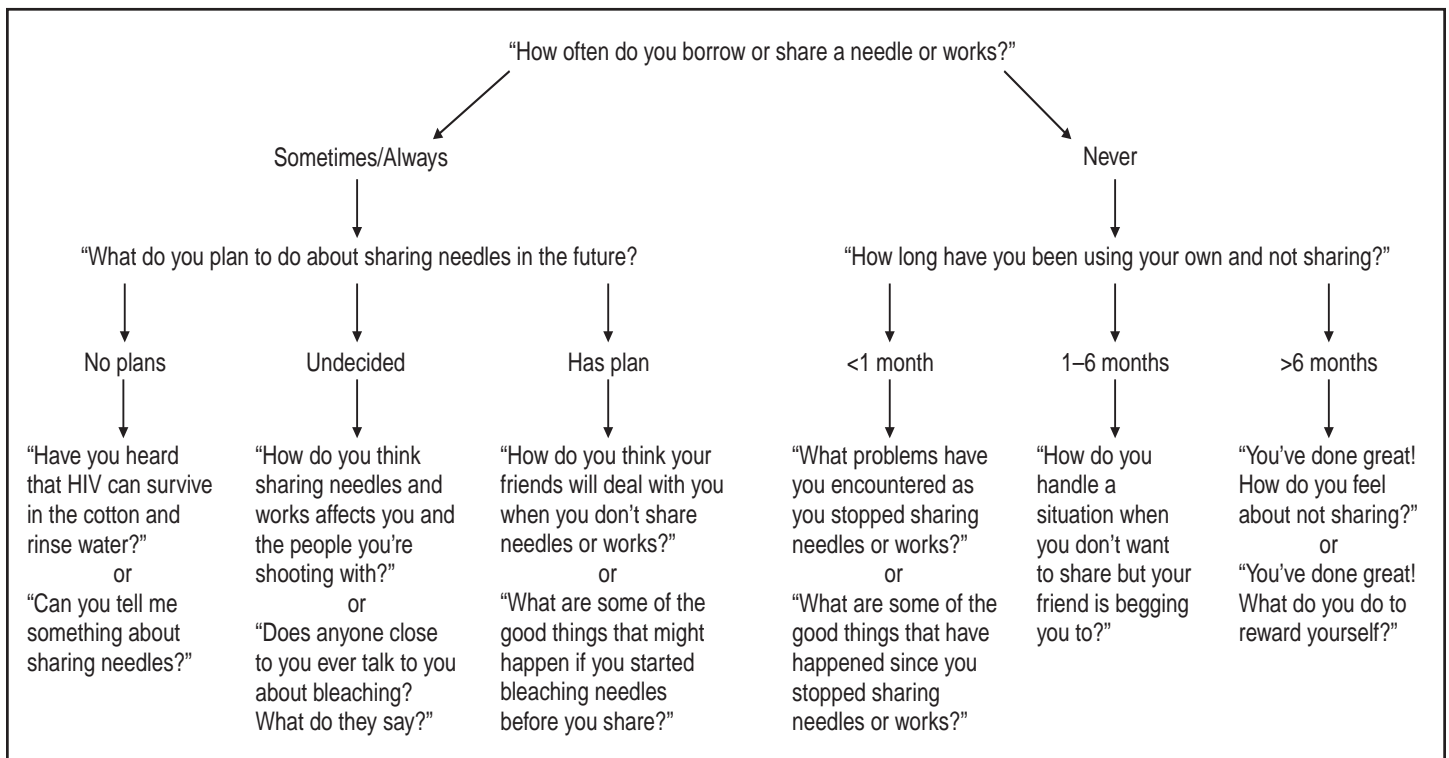 “How often do you borrow or share a needle or works?”
Sometimes/Always
Never
“What do you plan to do about sharing needles in the future?
“How long have you been using your own and not sharing?”
No plans
Undecided
Has plan
<1 month
1–6 months
>6 months
“Have you heard
that HIV can survive
in the cotton and
rinse water?”
or
“Can you tell me
something about
sharing needles?”
“How do you think
sharing needles and
works affects you and
the people you’re
shooting with?”
or
“Does anyone close
to you ever talk to you
about bleaching?
What do they say?”
“How do you think your
friends will deal with you
when you don’t share
needles or works?”
or
“What are some of the
good things that might
happen if you started
bleaching needles
before you share?”
“What problems have
you encountered as
you stopped sharing
needles or works?”
or
“What are some of the
good things that have
happened since you
stopped sharing
needles or works?”
“How do you
handle a
situation when
you don’t want
to share but your
friend is begging
you to?”
“You’ve done great!
How do you feel
about not sharing?”
or
“You’ve done great!
What do you do to
reward yourself?”